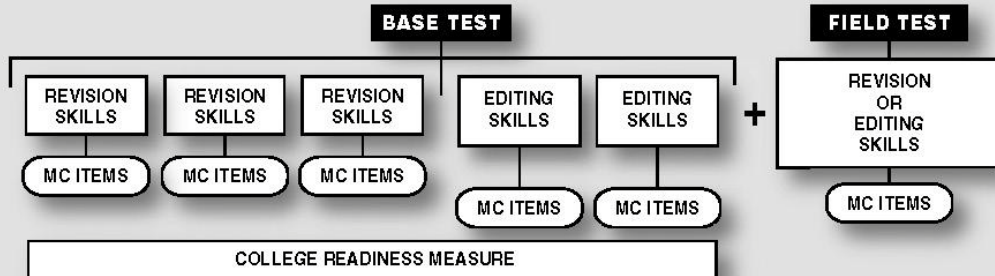 BASE TEST
FIELD TEST
REVISION
SKILLS
REVISION
SKILLS
REVISION
SKILLS
EDITING
SKILLS
EDITING
SKILLS
+
REVISION
OR
EDITING
SKILLS
MC ITEMS
MC ITEMS
MC ITEMS
MC ITEMS
MC ITEMS
MC ITEMS
COLLEGE READINESS MEASURE